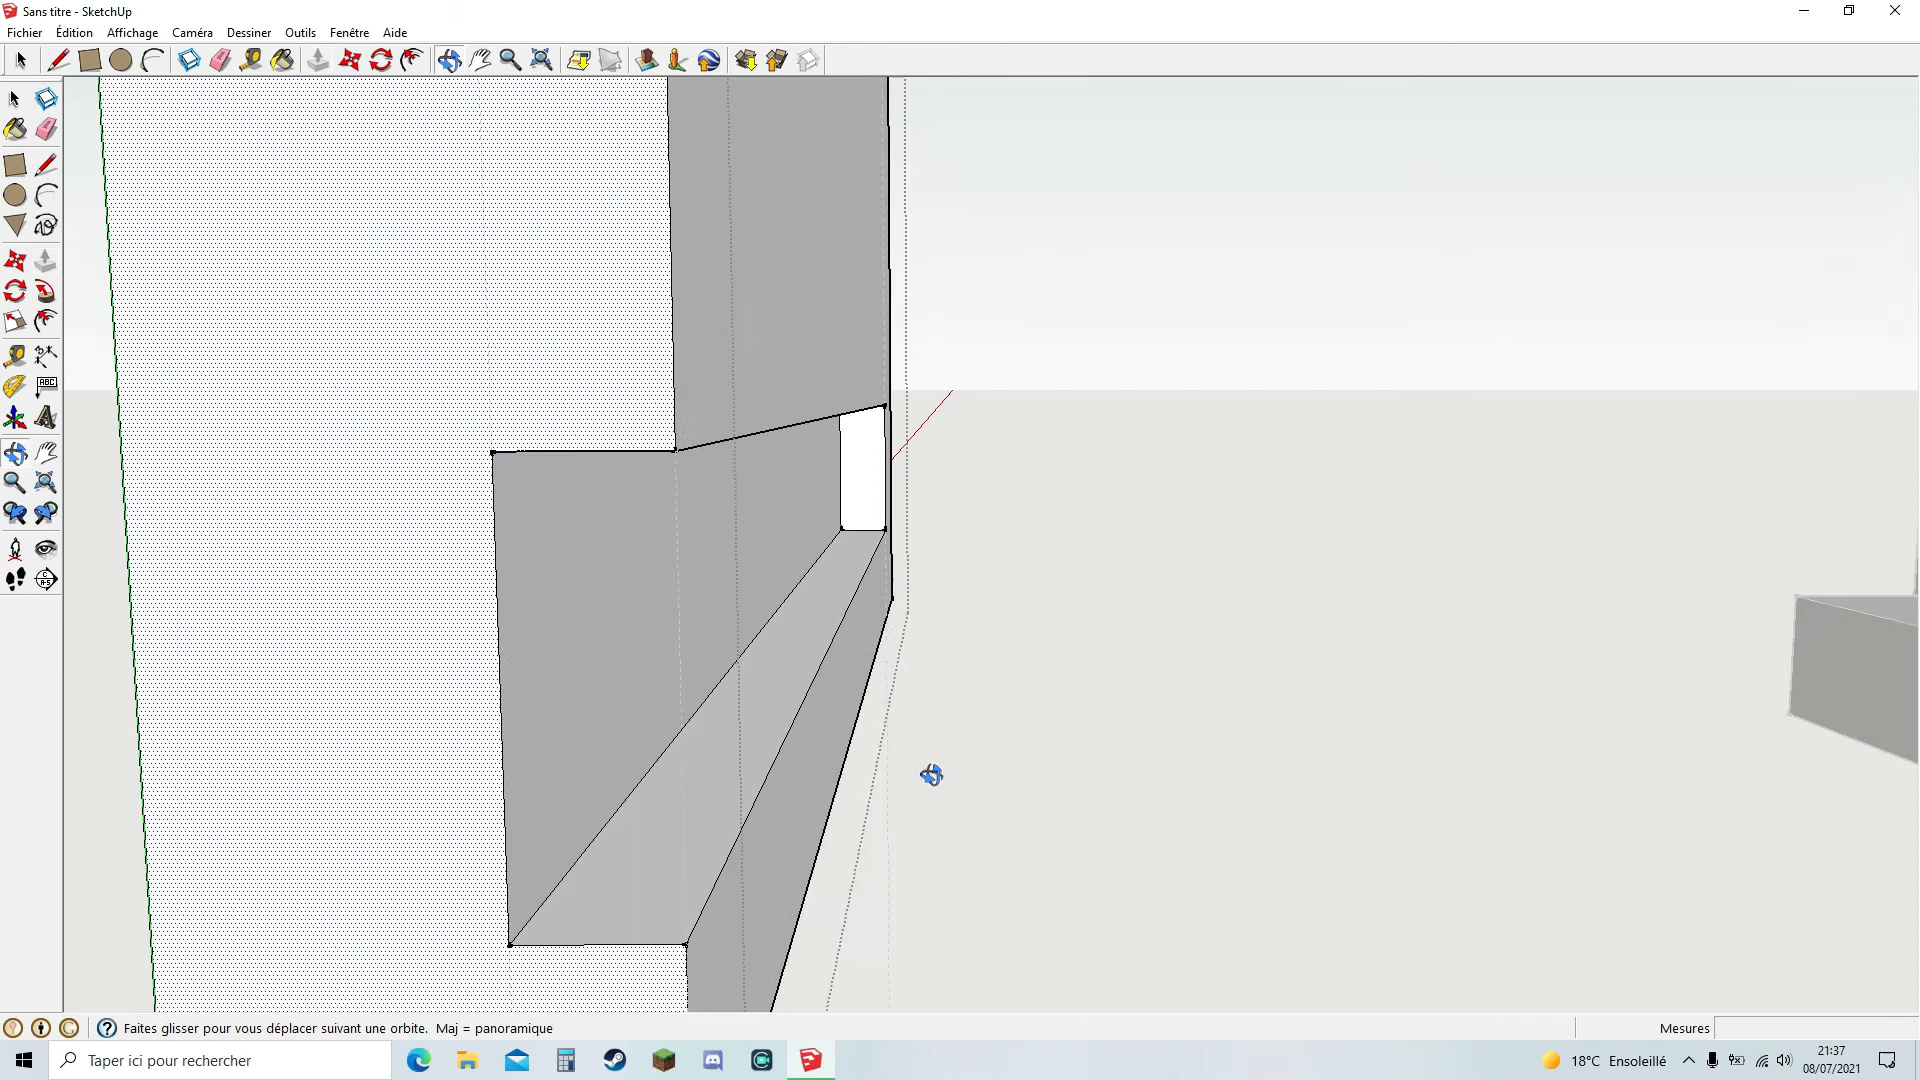 Sans titre - SketchUp
Fichier Édition Affichage Caméra Dessiner Outils Fenêtre Aide
ABC
A
Faites glisser pour vous déplacer suivant une orbite. Maj = panoramique
Mesures
Taper ici pour rechercher
18°C Ensoleillé
21:37
08/07/2021